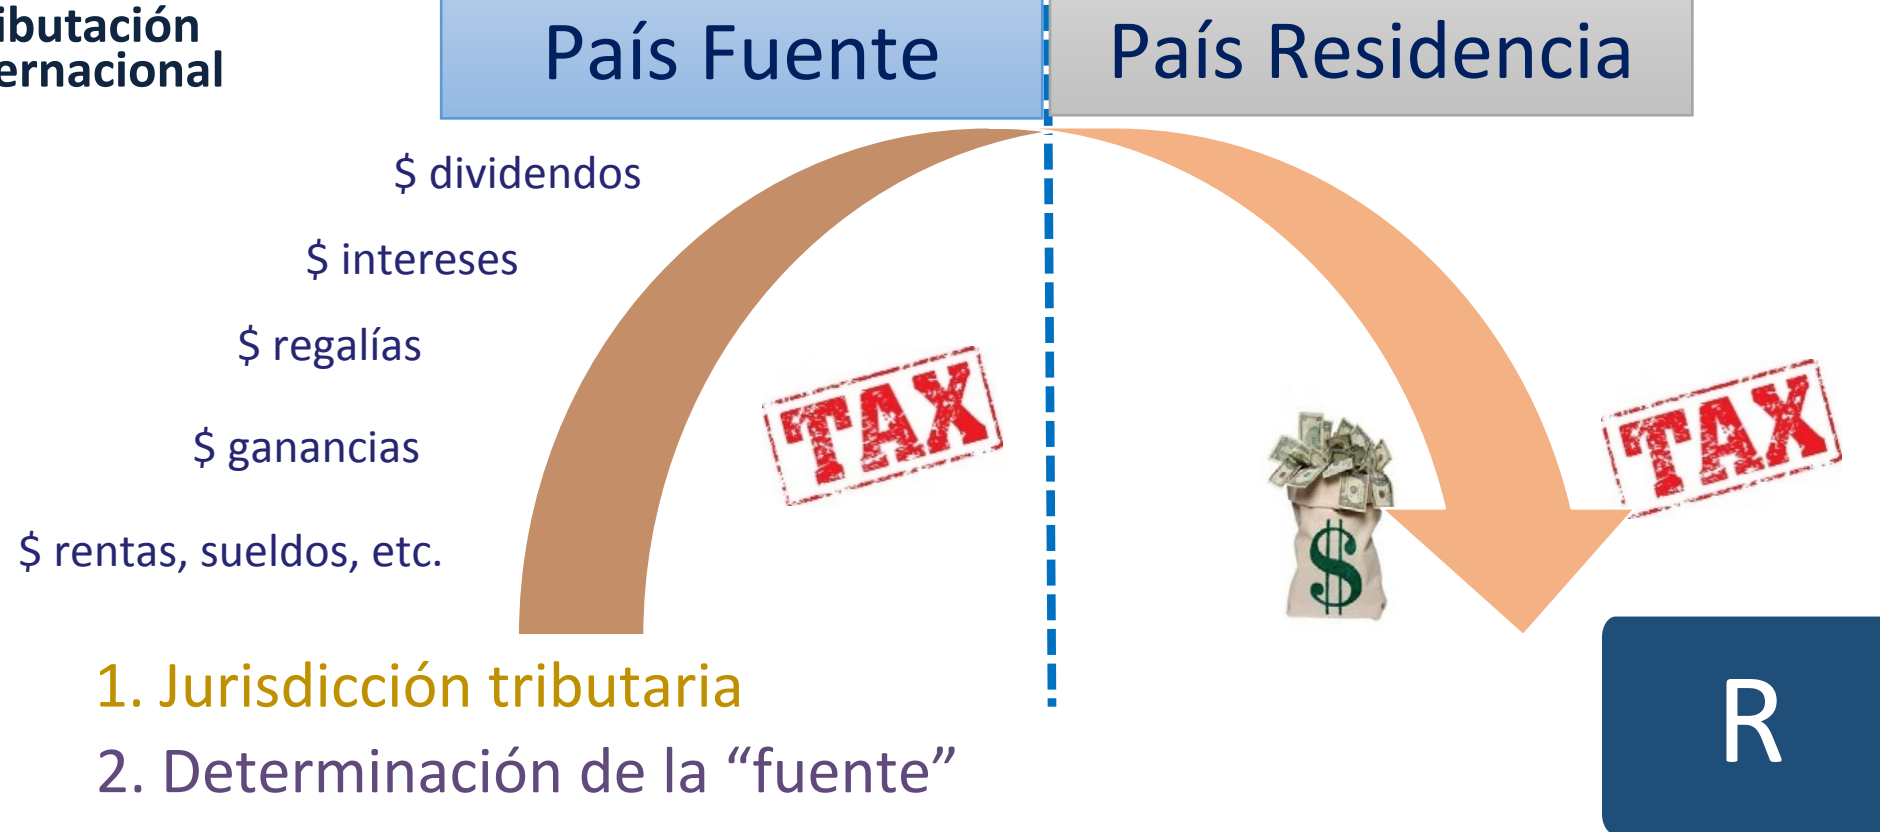 ibutación
ernacional
País Fuente
País Residencia
$ dividendos
$ intereses
$ regalías
$ ganancias
$ rentas, sueldos, etc.
TAX
$
TAX
1. Jurisdicción tributaria
2. Determinación de la “fuente”
R